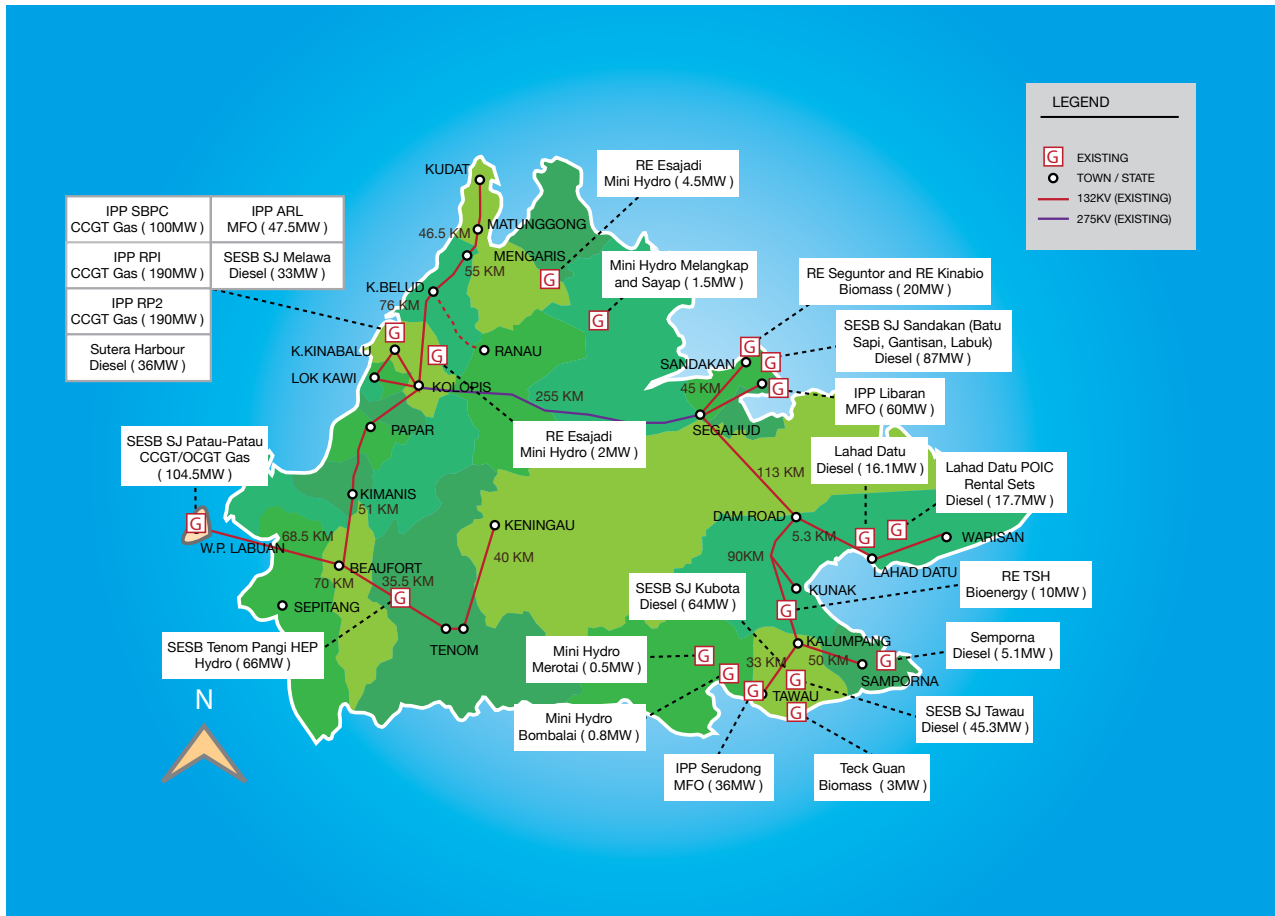 LEGEND
EXISTING
TOWN / STATE
132KV (EXISTING)
275KV (EXISTING)
G
IPP SBPC
CCGT Gas ( 100MW)
IPP ARL
MFO ( 47.5MW )
IPP RPI
CCGT Gas ( 190MW)
SESB SJ Melawa
Diesel ( 33MW )
IPP RP2
CCGT Gas ( 190MW)
Sutera Harbour
Diesel ( 36MW )
RE Esajadi
Mini Hydro ( 4.5MW )
Mini Hydro Melangkap
and Sayap ( 1.5MW )
RE Seguntor and RE Kinabio
Biomass ( 20MW )
SESB SJ Sandakan (Batu
Sapi, Gantisan, Labuk)
Diesel ( 87MW )
IPP Libaran
MFO ( 60MW )
RE Esajadi
Mini Hydro ( 2MW )
Lahad Datu
Diesel ( 16.1MW )
Lahad Datu POIC
Rental Sets
Diesel ( 17.7MW )
SESB SJ Patau-Patau
CCGT/OCGT Gas
( 104.5MW )
SESB SJ Kubota
Diesel ( 64MW )
RE TSH
Bioenergy ( 10MW )
Semporna
Diesel ( 5.1MW )
SESB Tenom Pangi HEP
Hydro ( 66MW )
Mini Hydro
Merotai ( 0.5MW )
Mini Hydro
Bombalai ( 0.8MW )
SESB SJ Tawau
Diesel ( 45.3MW )
IPP Serudong
MFO ( 36MW )
Teck Guan
Biomass ( 3MW )
KUDAT
MATUNGGONG
46.5 KM
MENGARIS
55 KM
K.BELUD
76 KM
G
G
G
K.KINABALU
RANAU
G
LOK KAWI
KOLOPIS
255 KM
SANDAKAN
G
G
G
45 KM
SEGALIUD
PAPAR
113 KM
KIMANIS
51 KM
G
W.P. LABUAN
68.5 KM
KENINGAU
40 KM
DAM ROAD
5.3 KM
G
G
WARISAN
LAHAD DATU
90KM
BEAUFORT
70 KM
35.5 KM
G
SEPITANG
TENOM
KUNAK
G
KALUMPANG
33 KM
50 KM
G
SAMPORNA
G
G
G
G
TAWAU
G
N